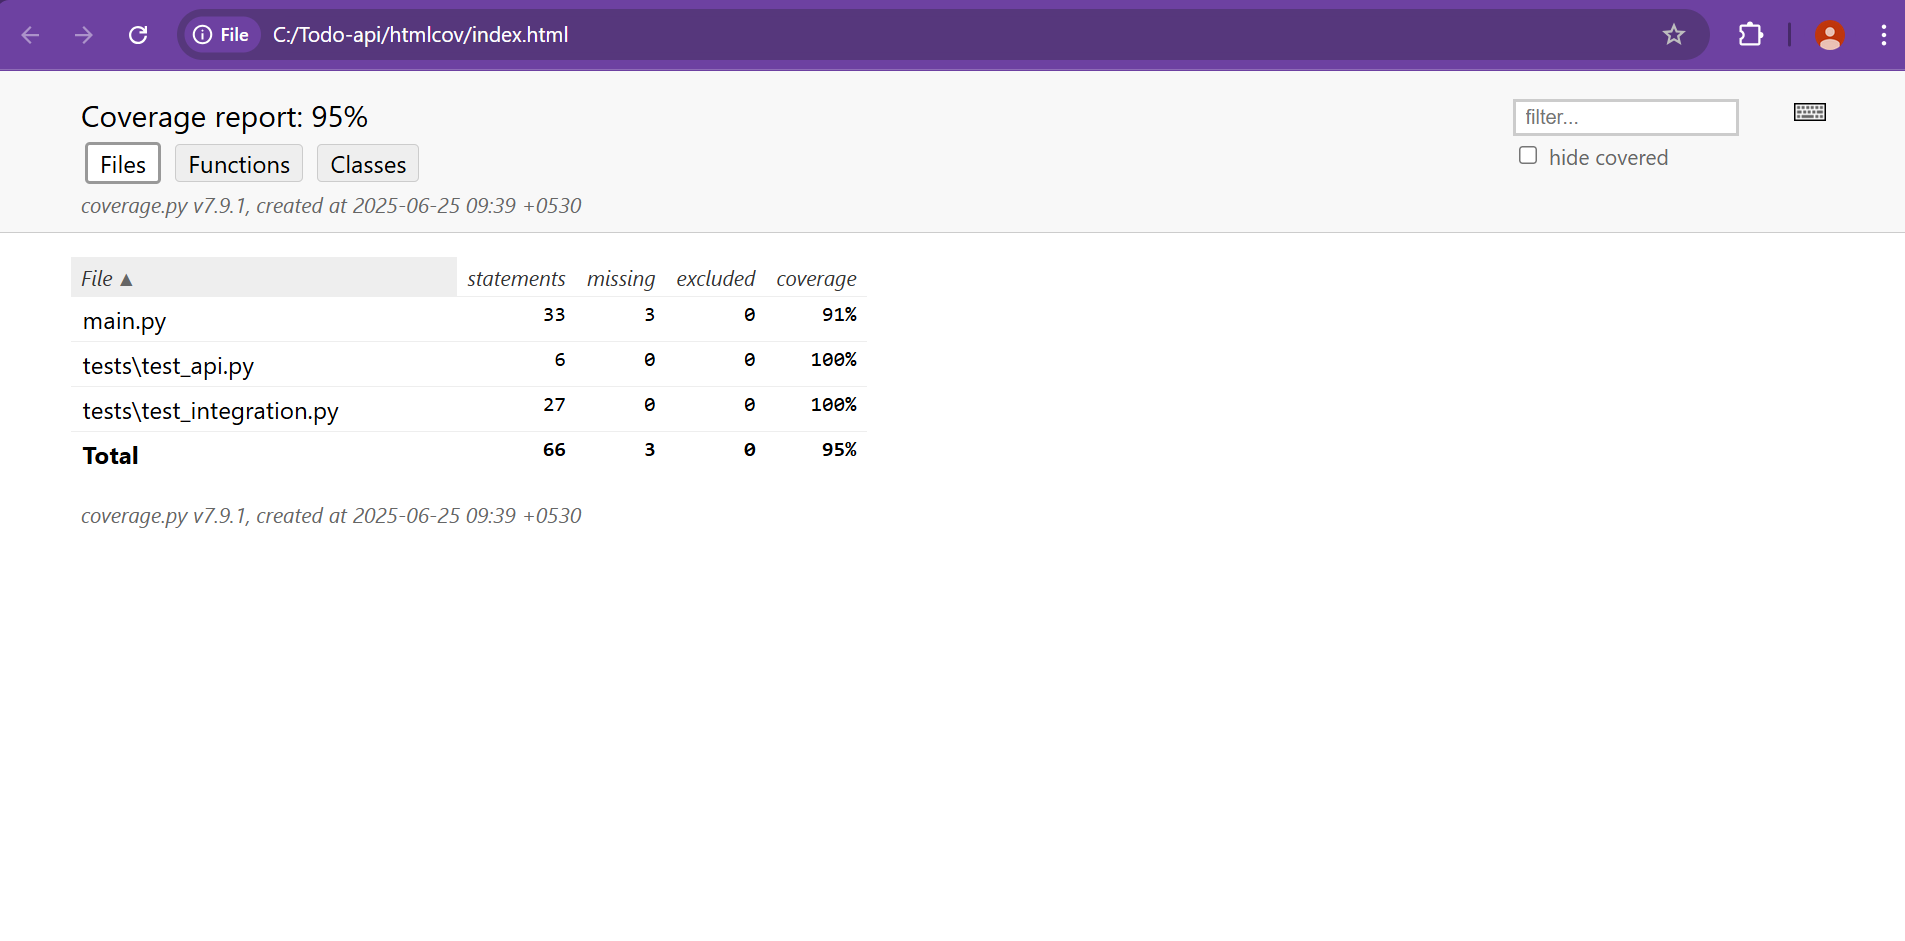 File C:/Todo-api/htmlcov/index.html
Coverage report: 95%
filter...
Files Functions Classes
hide covered
coverage.py v7.9.1, created at 2025-06-25 09:39 +0530
File ▲ statements missing excluded coverage
main.py 33 3 0 91%
tests\test_api.py 6 0 0 100%
tests\test_integration.py 27 0 0 100%
Total 66 3 0 95%
coverage.py v7.9.1, created at 2025-06-25 09:39 +0530